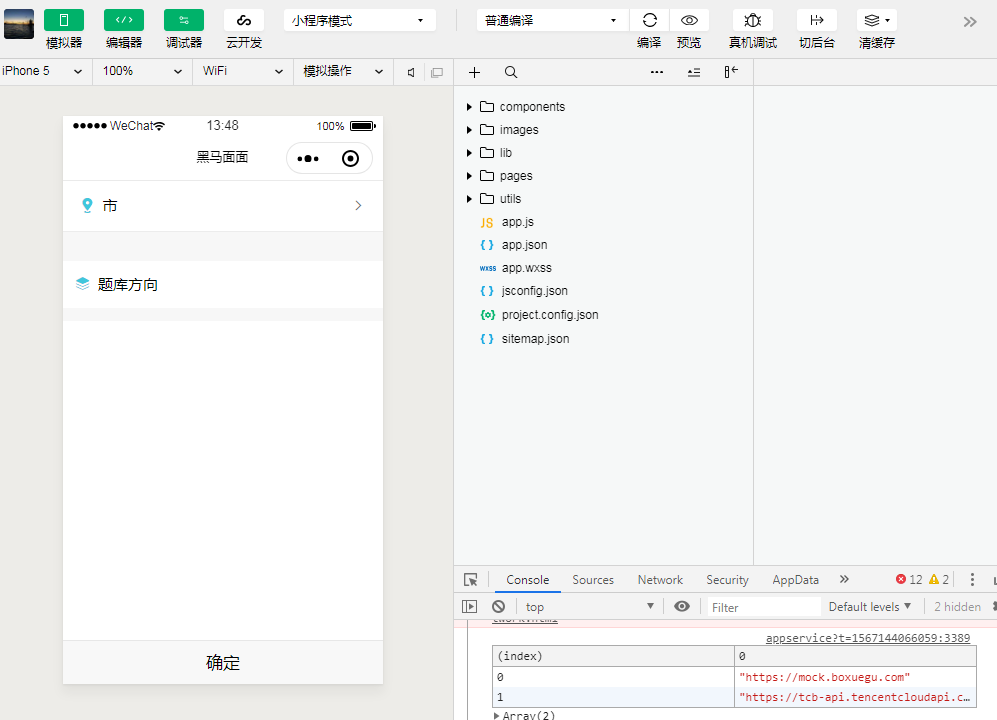 小程序模式
普通编译
模拟器 编辑器 调试器 云开发 编译 预览 真机调试 切后台 清缓存
iPhone 5 100% WiFi 模拟操作
WeChat 13:48 100%
黑马面面
市
题库方向
确定
components
images
lib
pages
utils
JS app.js
{ } app.json
wxss app.wxss
{ } jsconfig.json
{o} project.config.json
{ } sitemap.json
Console Sources Network Security AppData 12 2
top Filter Default levels 2 hidden
appservice?t=1567144066059:3389
(index) 0
0 "https://mock.boxuegu.com"
1 "https://tcb-api.tencentcloudapi.c…
Array(2)